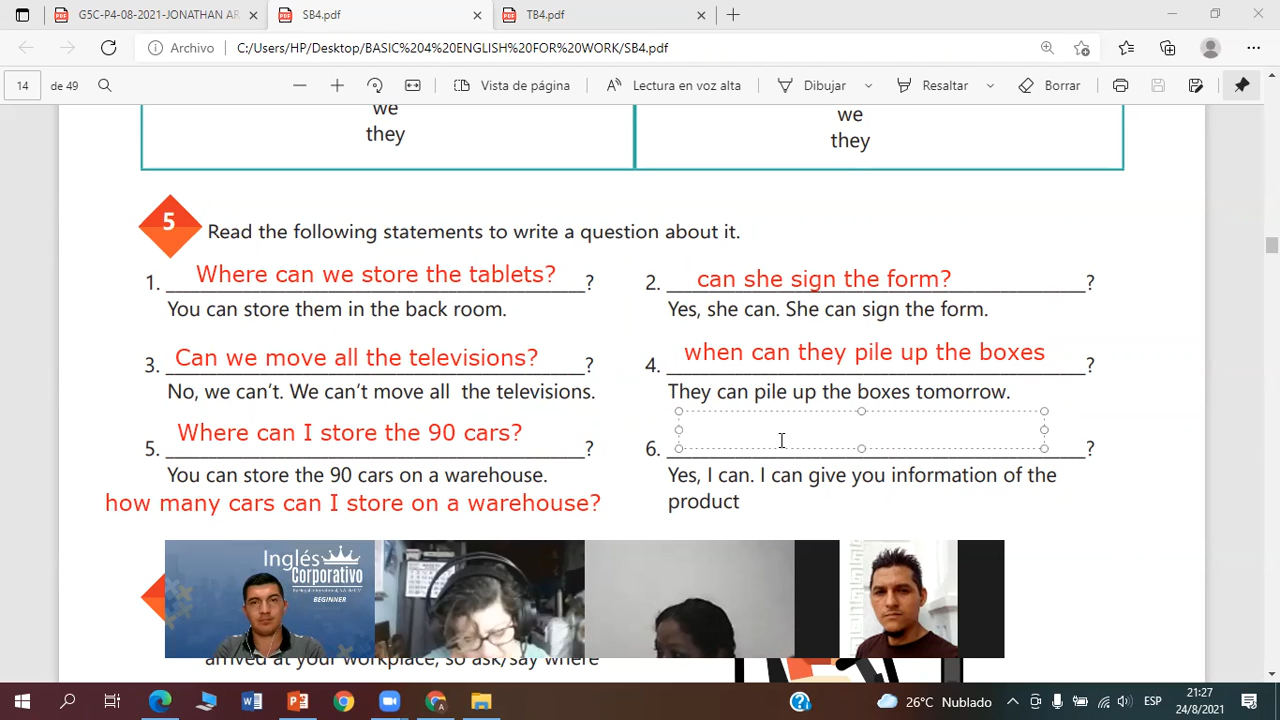 G5C-P4-08-2021-JONATHAN AR
SB4.pdf
TB4.pdf
Archivo
C:/Users/HP/Desktop/BASIC%204%20ENGLISH%20FOR%20WORK/SB4.pdf
14
de 49
Vista de página
Lectura en voz alta
Dibujar
Resaltar
Borrar
we
they
we
they
5
Read the following statements to write a question about it.
1. Where can we store the tablets? ?
You can store them in the back room.
2. can she sign the form? ?
Yes, she can. She can sign the form.
3. Can we move all the televisions? ?
No, we can't. We can't move all the televisions.
4. when can they pile up the boxes ?
They can pile up the boxes tomorrow.
5. Where can I store the 90 cars? ?
You can store the 90 cars on a warehouse.
how many cars can I store on a warehouse?
6. ?
Yes, I can. I can give you information of the
product
Inglés
Corporativo
BEGINNER
arrived at your workplace, so ask/say where
26°C Nublado
ESP
21:27
24/8/2021